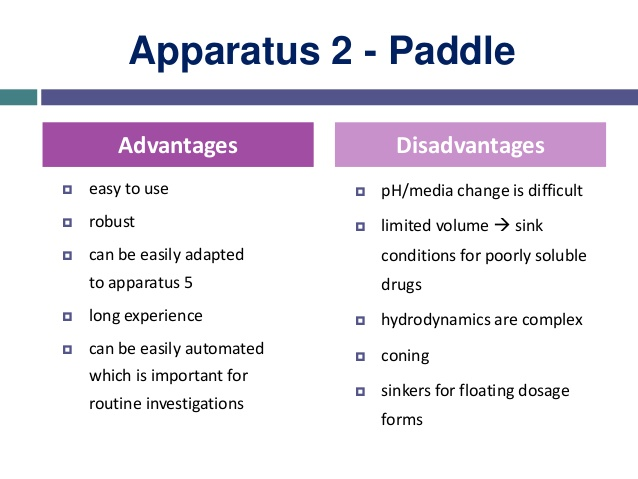 Apparatus 2 - Paddle
Advantages
easy to use
robust
can be easily adapted
to apparatus 5
long experience
can be easily automated
which is important for
routine investigations
Disadvantages
pH/media change is difficult
limited volume → sink
conditions for poorly soluble
drugs
hydrodynamics are complex
coning
sinkers for floating dosage
forms